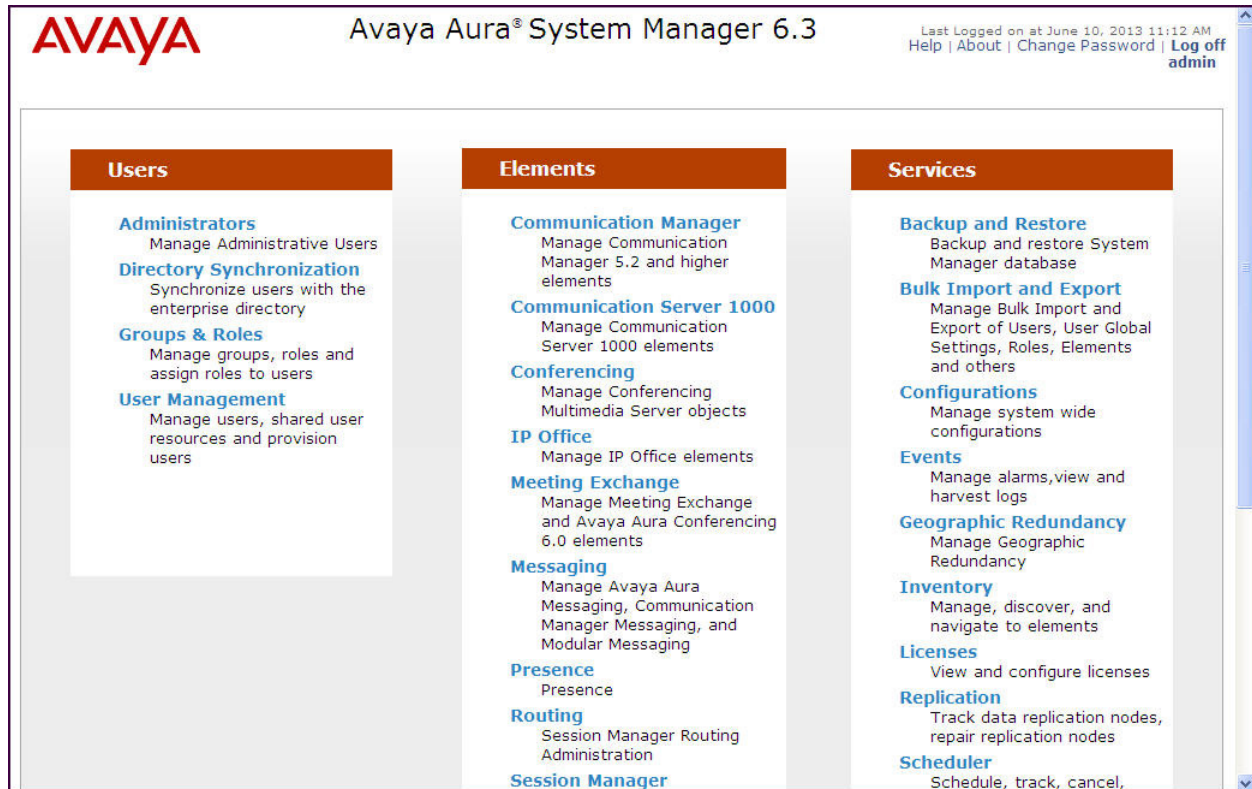 AVAYA
Avaya Aura® System Manager 6.3
Last Logged on at June 10, 2013 11:12 AM
Help | About | Change Password | Log off
admin
Users
Administrators
Manage Administrative Users
Directory Synchronization
Synchronize users with the
enterprise directory
Groups & Roles
Manage groups, roles and
assign roles to users
User Management
Manage users, shared user
resources and provision
users
Elements
Communication Manager
Manage Communication
Manager 5.2 and higher
elements
Communication Server 1000
Manage Communication
Server 1000 elements
Conferencing
Manage Conferencing
Multimedia Server objects
IP Office
Manage IP Office elements
Meeting Exchange
Manage Meeting Exchange
and Avaya Aura Conferencing
6.0 elements
Messaging
Manage Avaya Aura
Messaging, Communication
Manager Messaging, and
Modular Messaging
Presence
Presence
Routing
Session Manager Routing
Administration
Session Manager
Services
Backup and Restore
Backup and restore System
Manager database
Bulk Import and Export
Manage Bulk Import and
Export of Users, User Global
Settings, Roles, Elements
and others
Configurations
Manage system wide
configurations
Events
Manage alarms,view and
harvest logs
Geographic Redundancy
Manage Geographic
Redundancy
Inventory
Manage, discover, and
navigate to elements
Licenses
View and configure licenses
Replication
Track data replication nodes,
repair replication nodes
Scheduler
Schedule, track, cancel,